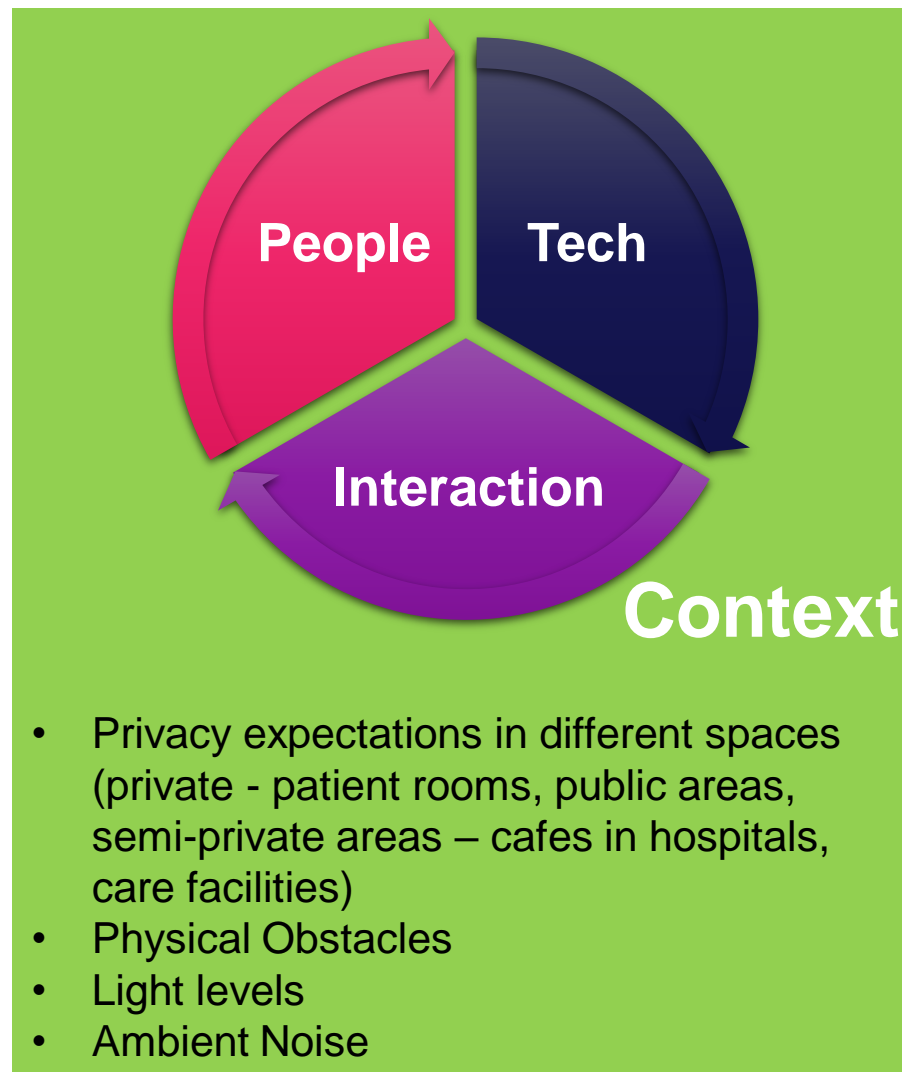 People
Tech
Interaction
Context
• Privacy expectations in different spaces
(private - patient rooms, public areas,
semi-private areas – cafes in hospitals,
care facilities)
• Physical Obstacles
• Light levels
• Ambient Noise